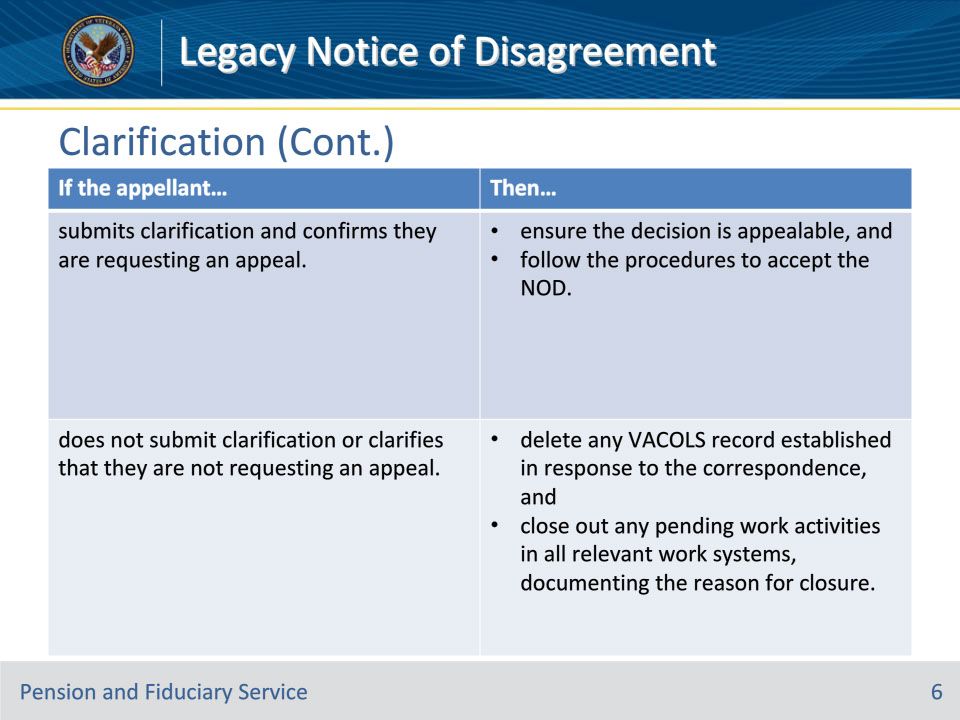 Legacy Notice of Disagreement
Clarification (Cont.)
If the appellant…
Then…
submits clarification and confirms they
are requesting an appeal.
• ensure the decision is appealable, and
• follow the procedures to accept the
NOD.
does not submit clarification or clarifies
that they are not requesting an appeal.
• delete any VACOLS record established
in response to the correspondence,
and
• close out any pending work activities
in all relevant work systems,
documenting the reason for closure.
Pension and Fiduciary Service
6